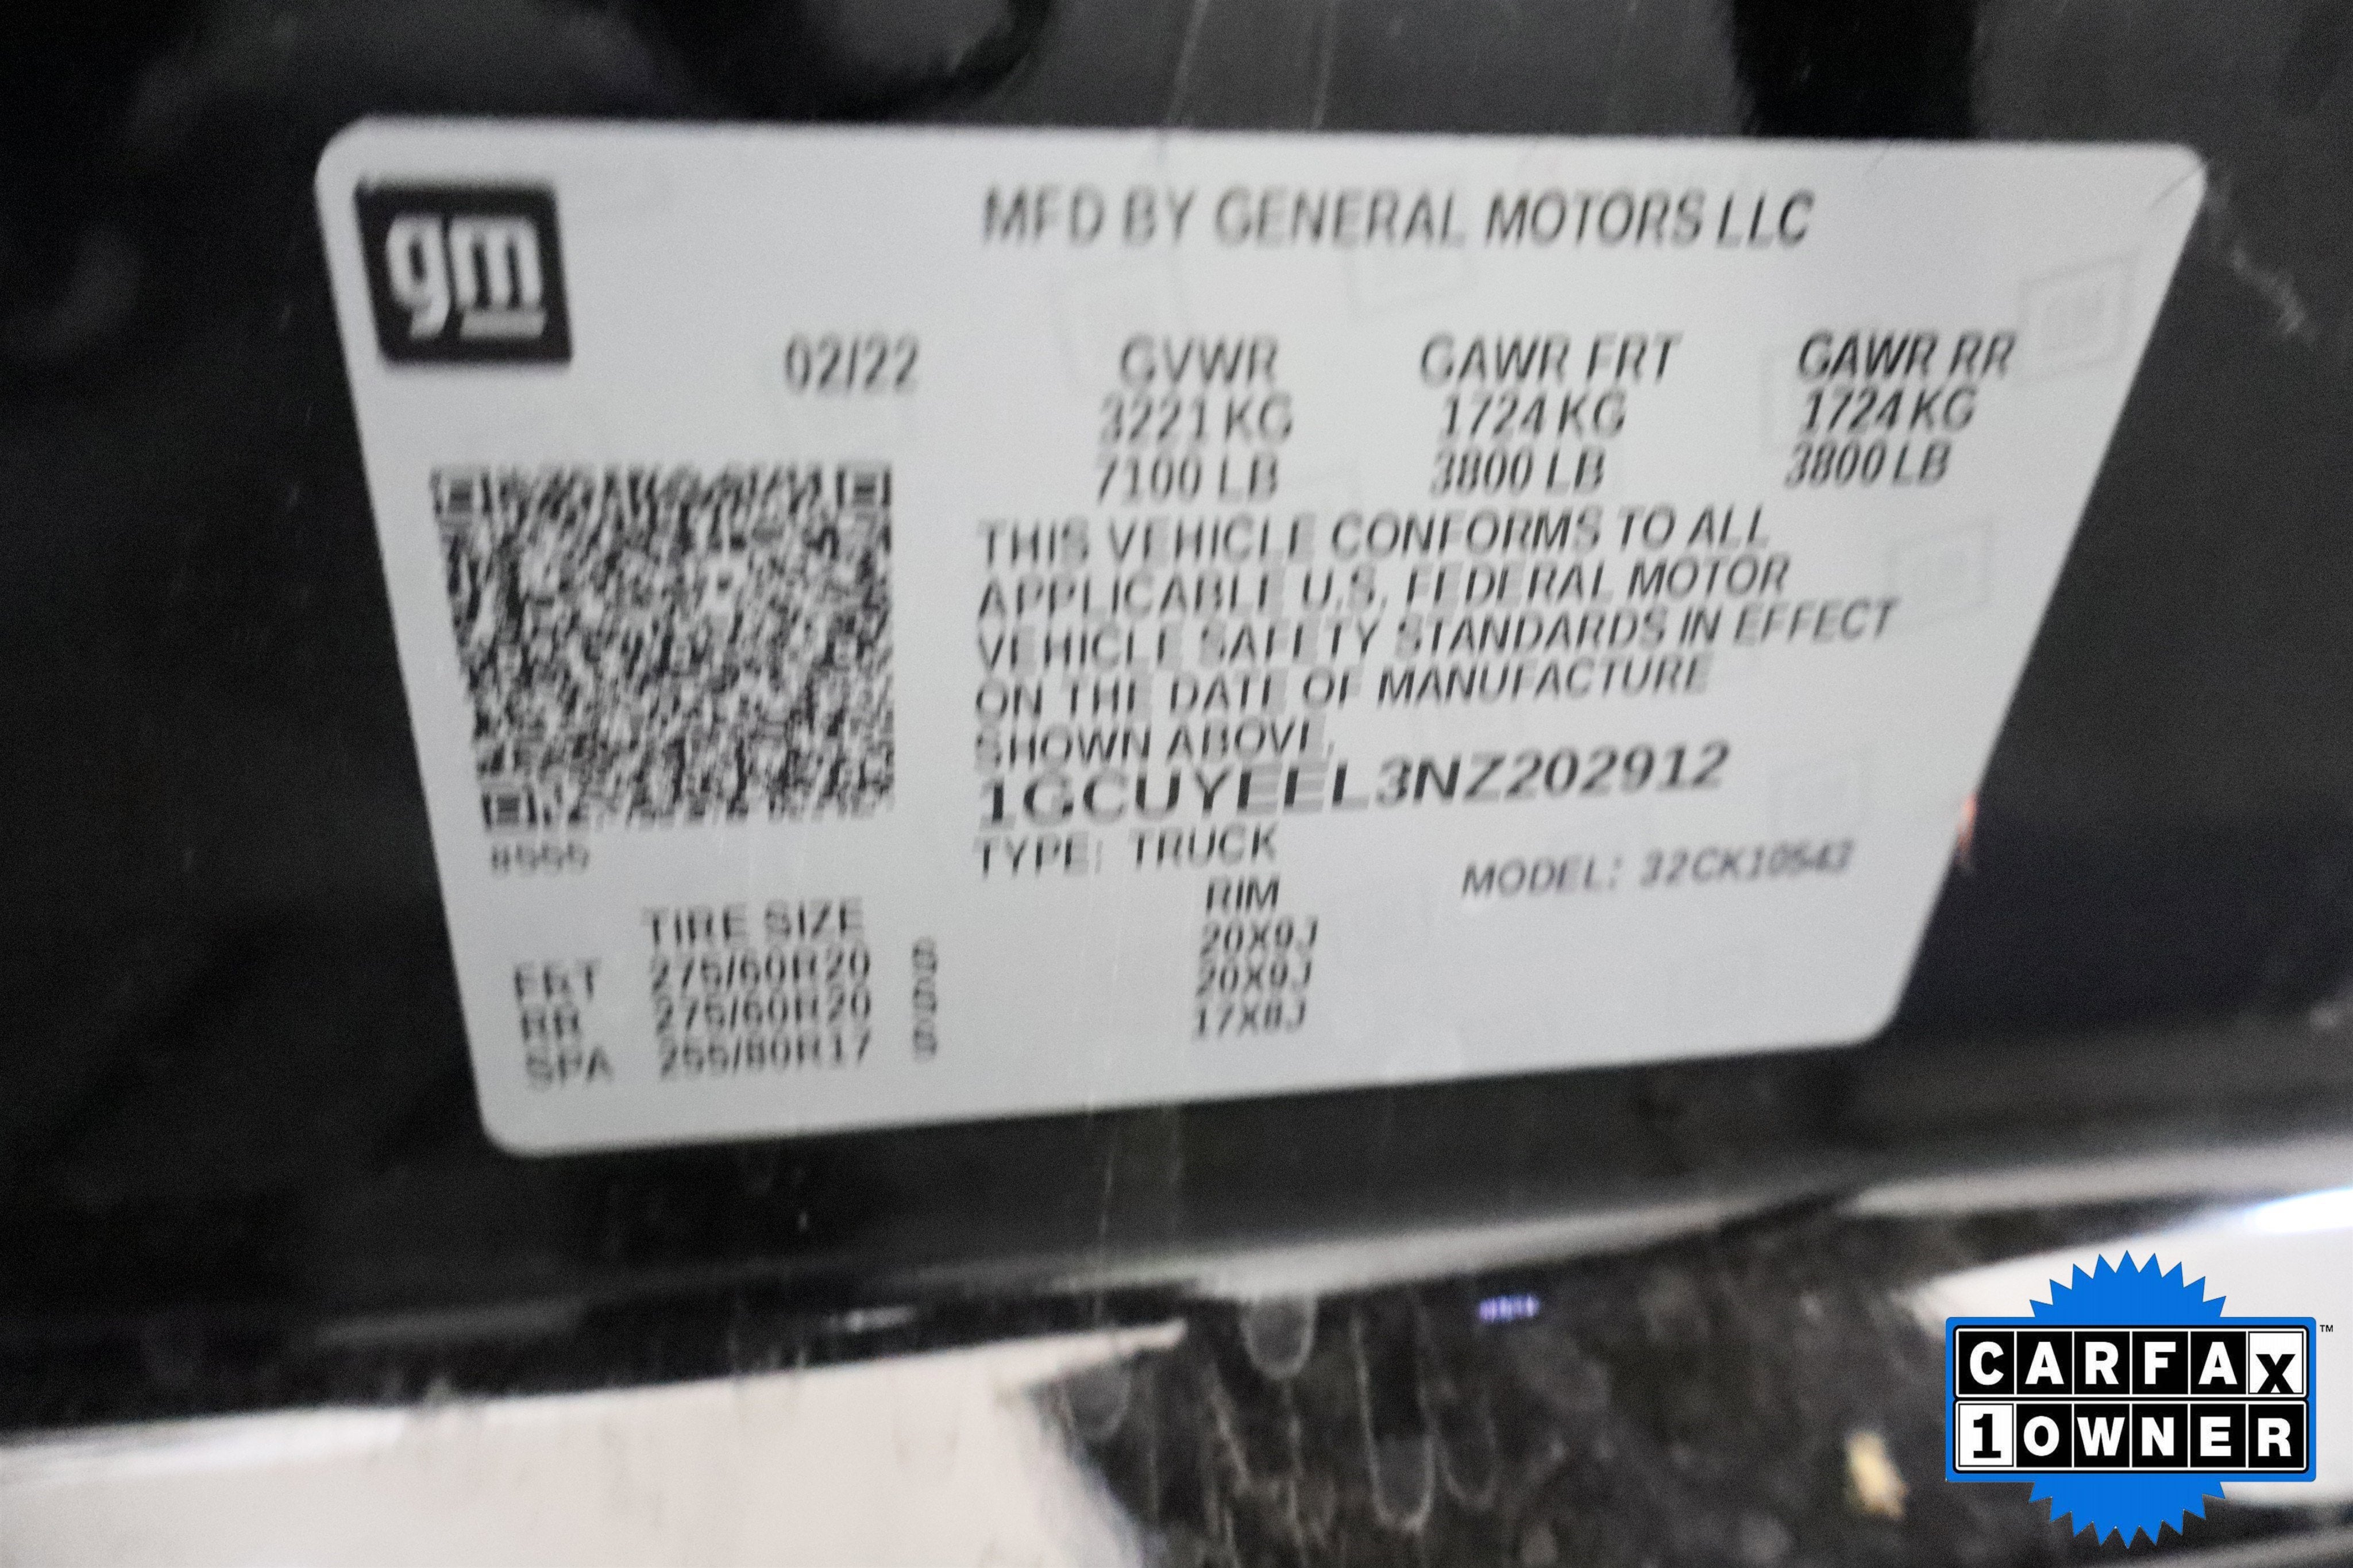 gm
MFD BY GENERAL MOTORS LLC
02/22 GVWR GAWR FRT GAWR RR
3221 KG 1724 KG 1724 KG
7100 LB 3800 LB 3800 LB
THIS VEHICLE CONFORMS TO ALL
APPLICABLE U.S. FEDERAL MOTOR
VEHICLE SAFETY STANDARDS IN EFFECT
ON THE DATE OF MANUFACTURE
SHOWN ABOVE.
1GCUYEEL3NZ202912
TYPE: TRUCK
MODEL: 32CK10543
TIRE SIZE RIM
FRT 275/60R20 S 20X9J
RR 275/60R20 S 20X9J
SPA 255/80R17 S 17X8J
CARFAX ™
1 OWNER